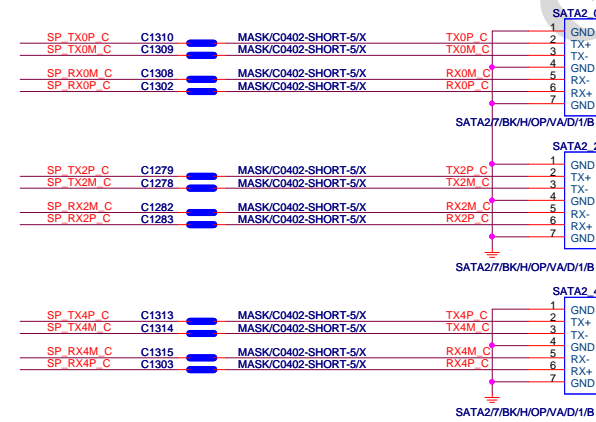 SATA2_0
SP_TX0P_C C1310 MASK/C0402-SHORT-5/X TX0P_C 1 GND
SP_TX0M_C C1309 MASK/C0402-SHORT-5/X TX0M_C 2 TX+
3 TX-
4 GND
SP_RX0M_C C1308 MASK/C0402-SHORT-5/X RX0M_C 5 RX-
SP_RX0P_C C1302 MASK/C0402-SHORT-5/X RX0P_C 6 RX+
7 GND
SATA2/7/BK/H/OP/VA/D/1/B
SATA2_2
1 GND
SP_TX2P_C C1279 MASK/C0402-SHORT-5/X TX2P_C 2 TX+
SP_TX2M_C C1278 MASK/C0402-SHORT-5/X TX2M_C 3 TX-
4 GND
SP_RX2M_C C1282 MASK/C0402-SHORT-5/X RX2M_C 5 RX-
SP_RX2P_C C1283 MASK/C0402-SHORT-5/X RX2P_C 6 RX+
7 GND
SATA2/7/BK/H/OP/VA/D/1/B
SATA2_4
1 GND
SP_TX4P_C C1313 MASK/C0402-SHORT-5/X TX4P_C 2 TX+
SP_TX4M_C C1314 MASK/C0402-SHORT-5/X TX4M_C 3 TX-
4 GND
SP_RX4M_C C1315 MASK/C0402-SHORT-5/X RX4M_C 5 RX-
SP_RX4P_C C1303 MASK/C0402-SHORT-5/X RX4P_C 6 RX+
7 GND
SATA2/7/BK/H/OP/VA/D/1/B